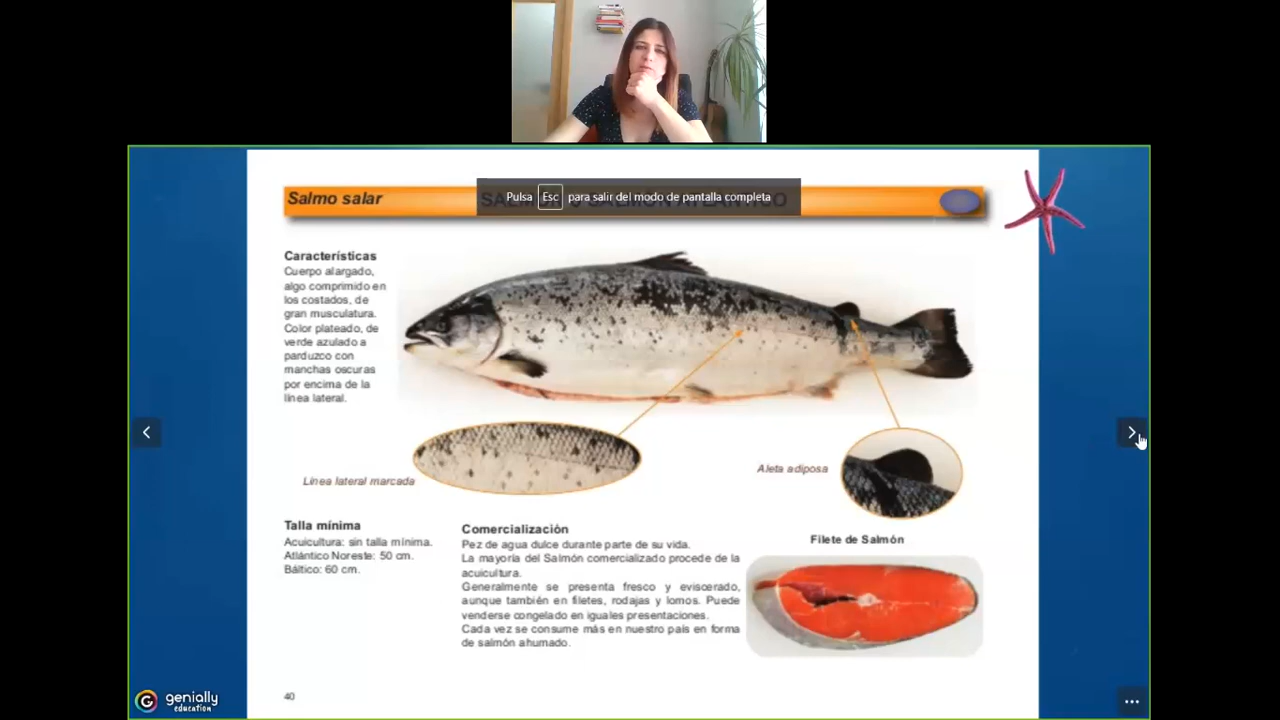 Salmo salar
SALMÓN o SALMÓN ATLÁNTICO
Pulsa Esc para salir del modo de pantalla completa
Características
Cuerpo alargado,
algo comprimido en
los costados, de
gran musculatura.
Color plateado, de
verde azulado a
parduzco con
manchas oscuras
por encima de la
línea lateral.
Línea lateral marcada
Aleta adiposa
Talla mínima
Acuicultura: sin talla mínima.
Atlántico Noreste: 50 cm.
Báltico: 60 cm.
Comercialización
Pez de agua dulce durante parte de su vida.
La mayoría del Salmón comercializado procede de la
acuicultura.
Generalmente se presenta fresco y eviscerado,
aunque también en filetes, rodajas y lomos. Puede
venderse congelado en iguales presentaciones.
Cada vez se consume más en nuestro país en forma
de salmón ahumado.
Filete de Salmón
40
genially
education